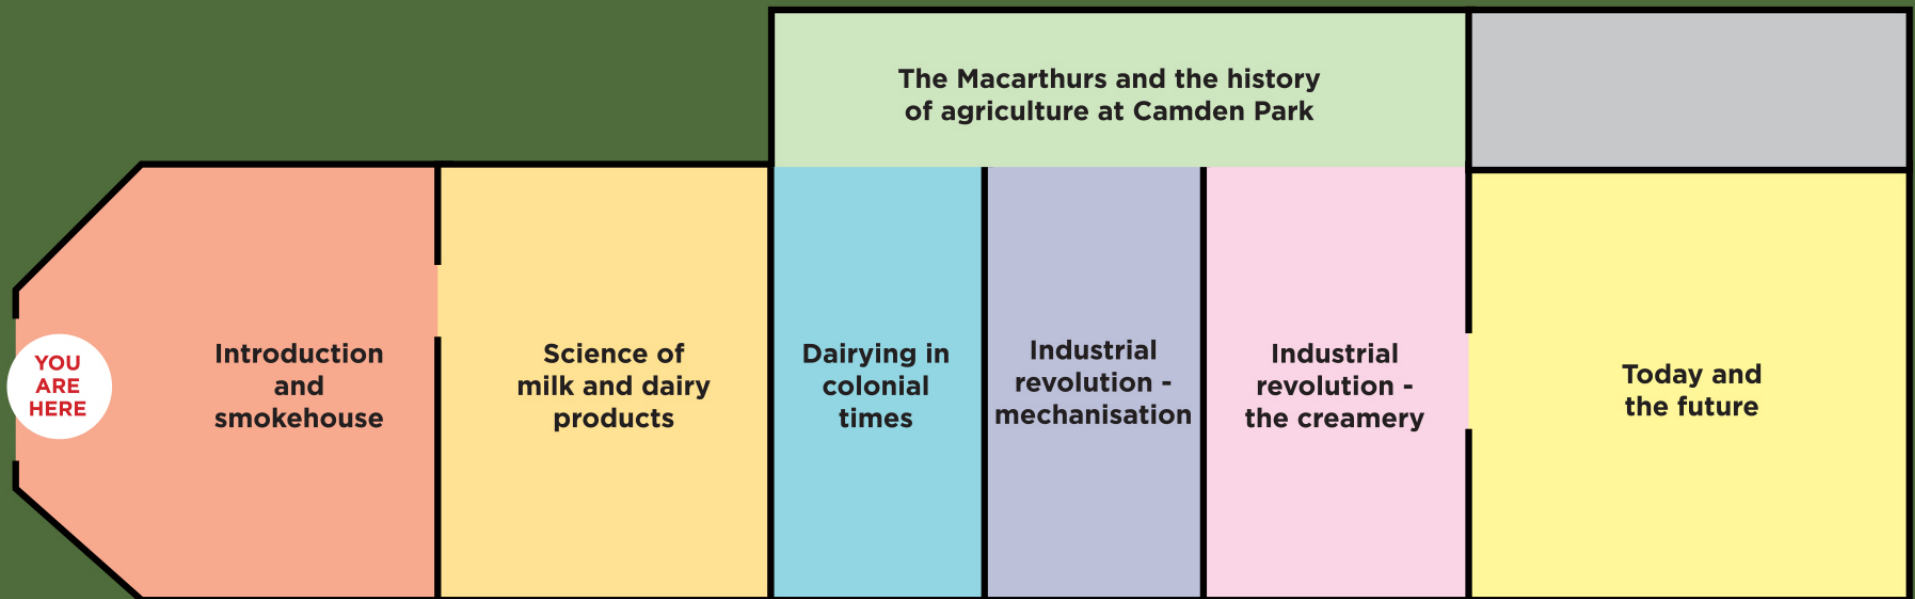 The Macarthurs and the history
of agriculture at Camden Park
YOU
ARE
HERE
Introduction
and
smokehouse
Science of
milk and dairy
products
Dairying in
colonial
times
Industrial
revolution -
mechanisation
Industrial
revolution -
the creamery
Today and
the future